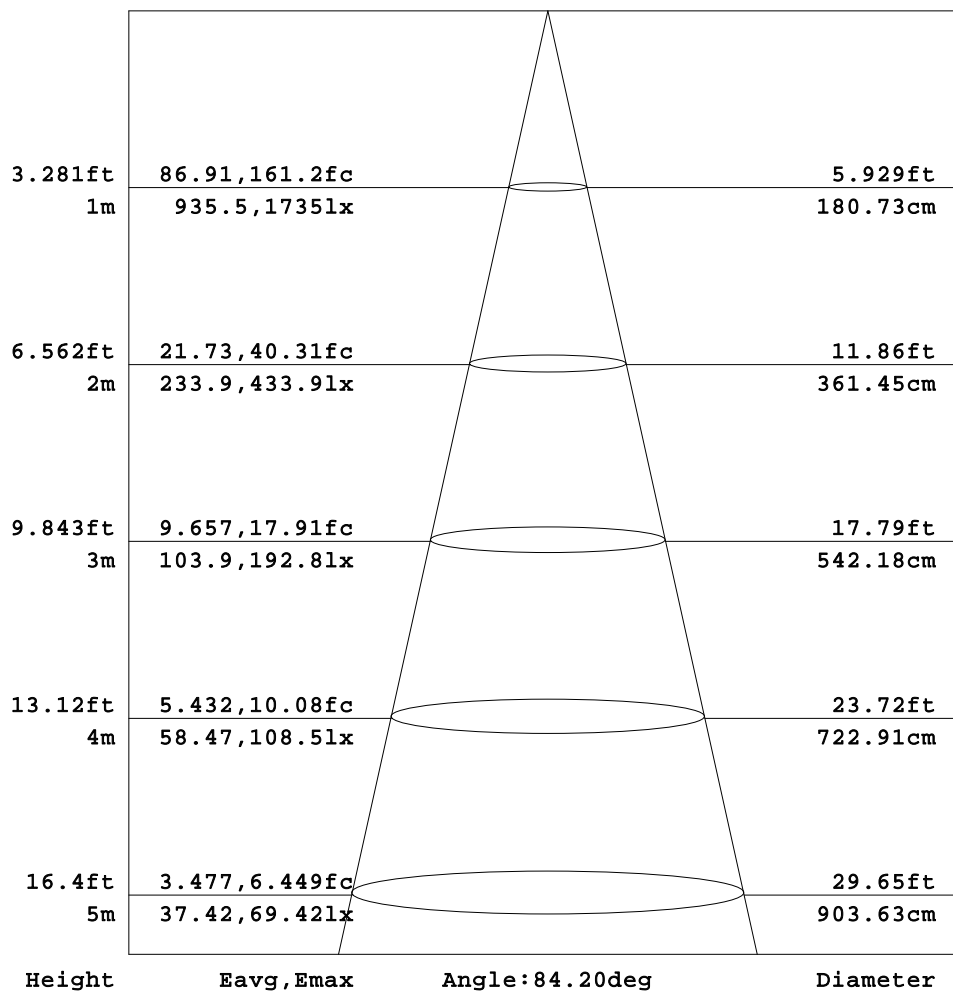 3.281ft 86.91,161.2fc 5.929ft
1m 935.5,1735lx 180.73cm
6.562ft 21.73,40.31fc 11.86ft
2m 233.9,433.9lx 361.45cm
9.843ft 9.657,17.91fc 17.79ft
3m 103.9,192.8lx 542.18cm
13.12ft 5.432,10.08fc 23.72ft
4m 58.47,108.5lx 722.91cm
16.4ft 3.477,6.449fc 29.65ft
5m 37.42,69.42lx 903.63cm
Height Eavg,Emax Angle:84.20deg Diameter